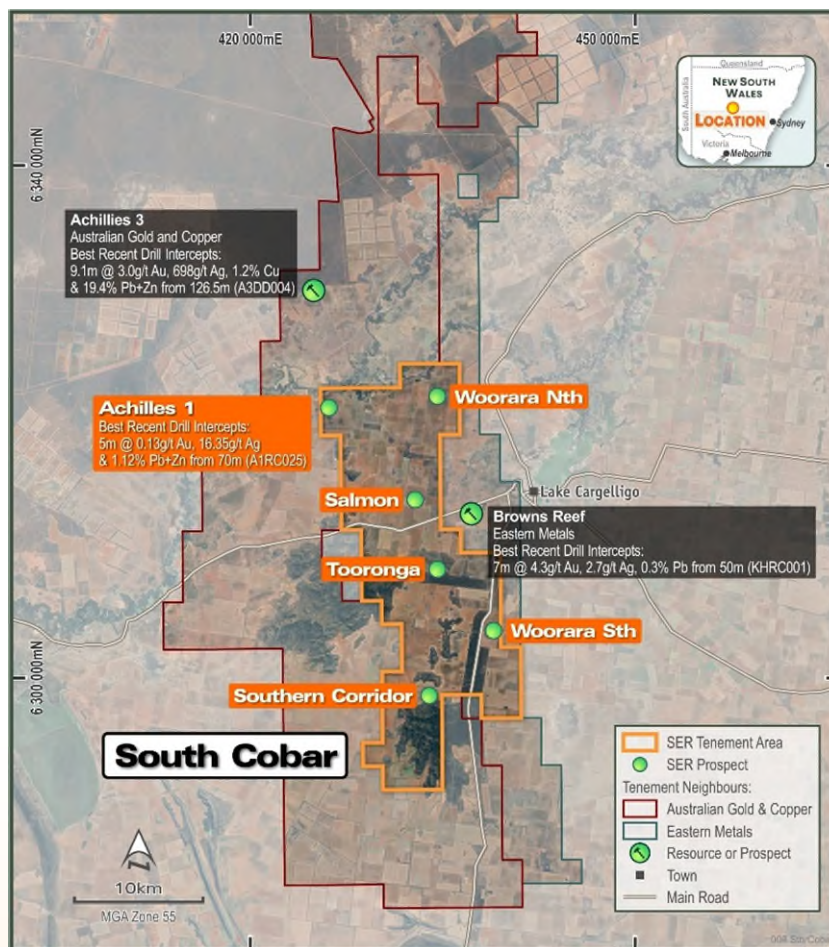 420 000mE
450 000mE
6 340 000mN
6 300 000mN
Queensland
South Australia
NEW SOUTH
WALES
LOCATION
Sydney
Victoria
Melbourne
Achillies 3
Australian Gold and Copper
Best Recent Drill Intercepts:
9.1m @ 3.0g/t Au, 698g/t Ag, 1.2% Cu
& 19.4% Pb+Zn from 126.5m (A3DD004)
Achilles 1
Best Recent Drill Intercepts:
5m @ 0.13g/t Au, 16.35g/t Ag
& 1.12% Pb+Zn from 70m (A1RC025)
Woorara Nth
Salmon
Lake Cargelligo
Browns Reef
Eastern Metals
Best Recent Drill Intercepts:
7m @ 4.3g/t Au, 2.7g/t Ag, 0.3% Pb from 50m (KHRC001)
Tooronga
Woorara Sth
Southern Corridor
South Cobar
N
10km
MGA Zone 55
SER Tenement Area
SER Prospect
Tenement Neighbours:
Australian Gold & Copper
Eastern Metals
Resource or Prospect
Town
Main Road